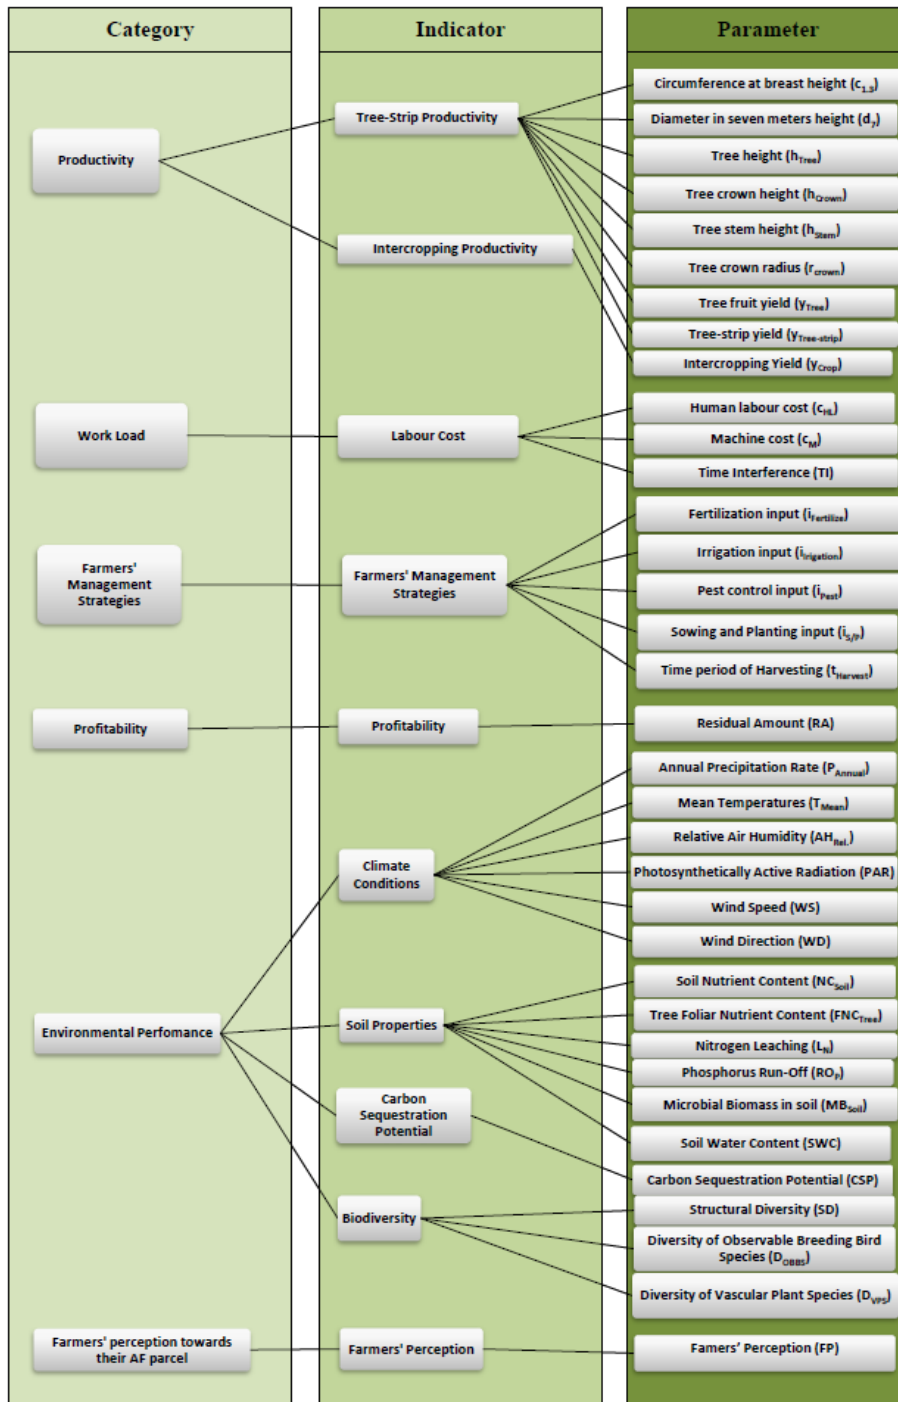 Category
Indicator
Parameter
Productivity
Tree-Strip Productivity
Intercropping Productivity
Circumference at breast height (c1.3)
Diameter in seven meters height (d7)
Tree height (hTree)
Tree crown height (hCrown)
Tree stem height (hStem)
Tree crown radius (rcrown)
Tree fruit yield (yTree)
Tree-strip yield (yTree-strip)
Intercropping Yield (yCrop)
Work Load
Labour Cost
Human labour cost (cHL)
Machine cost (cM)
Time Interference (TI)
Farmers'
Management
Strategies
Farmers' Management
Strategies
Fertilization input (iFertilize)
Irrigation input (iIrrigation)
Pest control input (iPest)
Sowing and Planting input (iS/P)
Time period of Harvesting (tHarvest)
Profitability
Profitability
Residual Amount (RA)
Environmental Perfomance
Climate
Conditions
Annual Precipitation Rate (PAnnual)
Mean Temperatures (TMean)
Relative Air Humidity (AHRel.)
Photosynthetically Active Radiation (PAR)
Wind Speed (WS)
Wind Direction (WD)
Soil Properties
Soil Nutrient Content (NCSoil)
Tree Foliar Nutrient Content (FNCTree)
Nitrogen Leaching (LN)
Phosphorus Run-Off (ROP)
Microbial Biomass in soil (MBSoil)
Soil Water Content (SWC)
Carbon
Sequestration
Potential
Carbon Sequestration Potential (CSP)
Biodiversity
Structural Diversity (SD)
Diversity of Observable Breeding Bird
Species (DOBBS)
Diversity of Vascular Plant Species (DVPS)
Farmers' perception towards
their AF parcel
Farmers' Perception
Famers' Perception (FP)